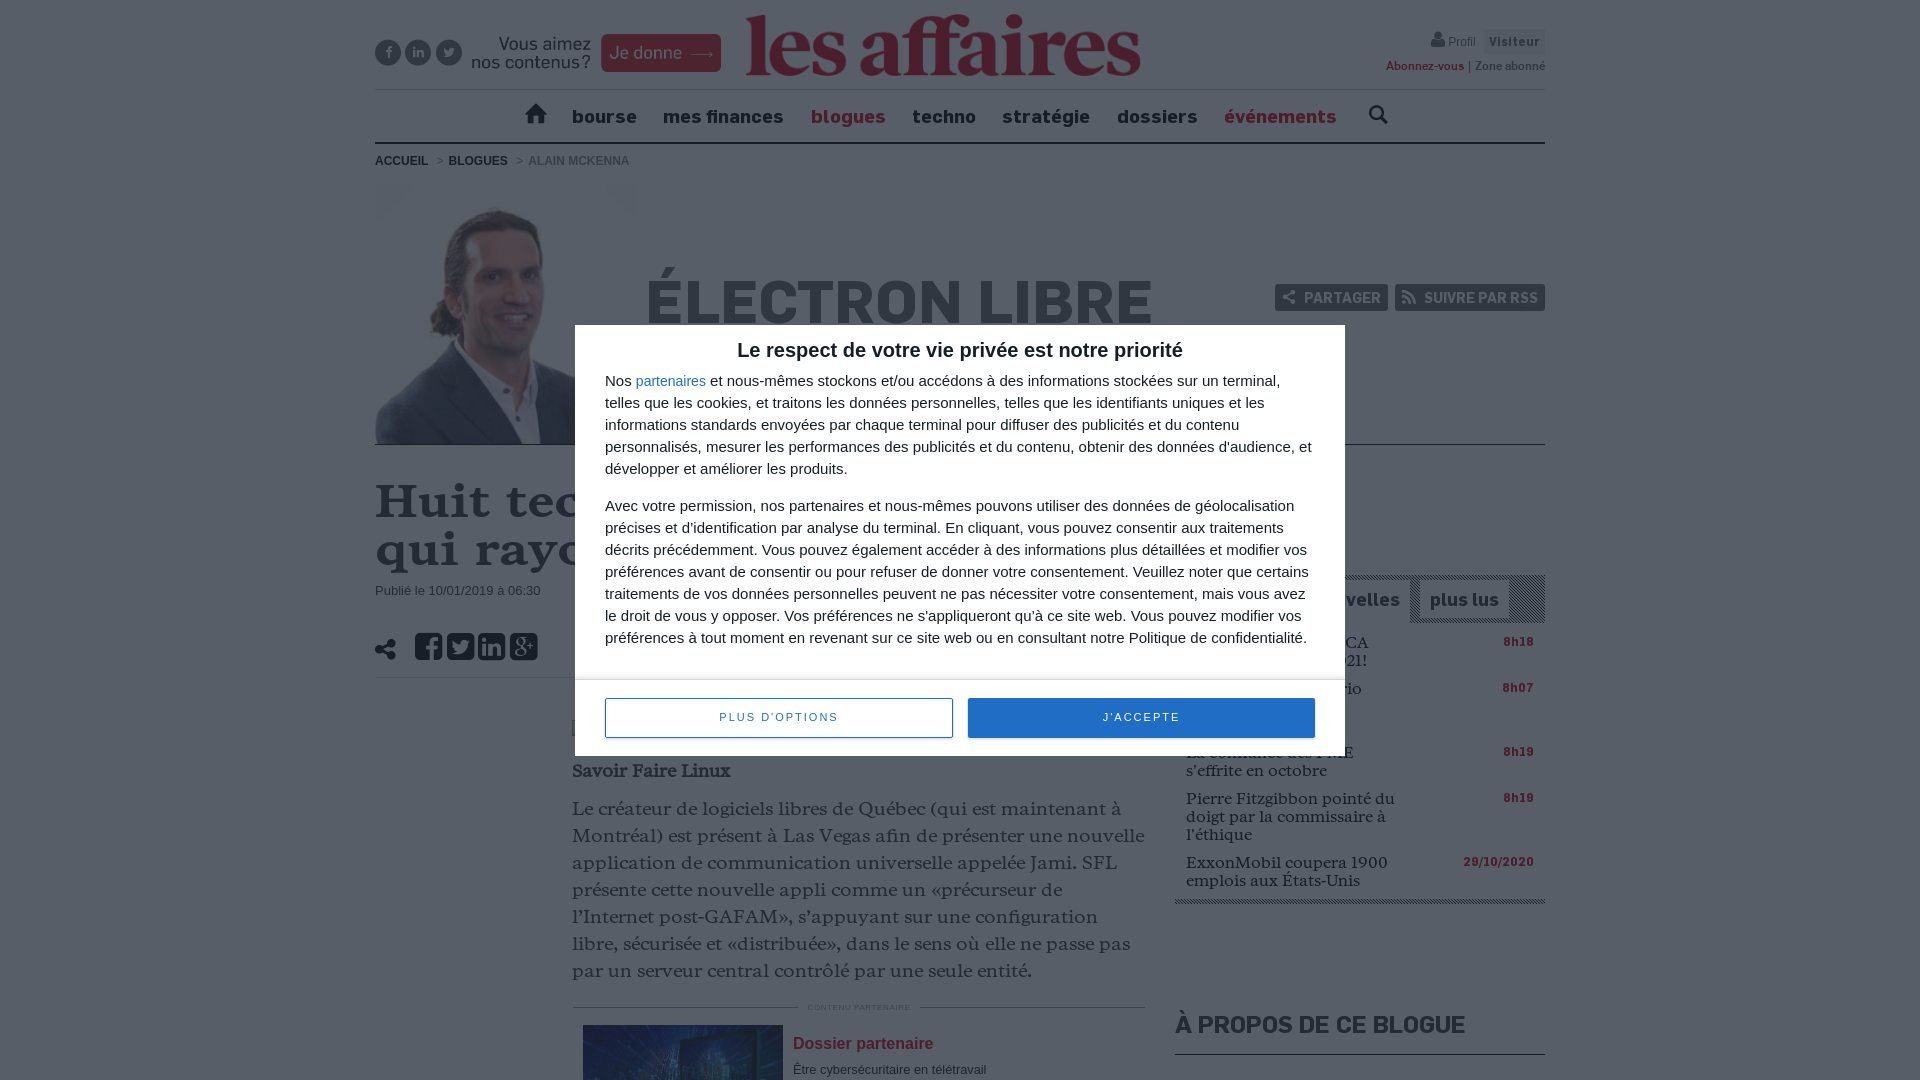 Vous aimez
nos contenus?
Je donne
les affaires
Profil
Visiteur
Abonnez-vous | Zone abonné
bourse
mes finances
blogues
techno
stratégie
dossiers
événements
ACCUEIL > BLOGUES > ALAIN MCKENNA
ÉLECTRON LIBRE
PARTAGER
SUIVRE PAR RSS
Le respect de votre vie privée est notre priorité
Nos partenaires et nous-mêmes stockons et/ou accédons à des informations stockées sur un terminal,
telles que les cookies, et traitons les données personnelles, telles que les identifiants uniques et les
informations standards envoyées par chaque terminal pour diffuser des publicités et du contenu
personnalisés, mesurer les performances des publicités et du contenu, obtenir des données d'audience, et
développer et améliorer les produits.
Avec votre permission, nos partenaires et nous-mêmes pouvons utiliser des données de géolocalisation
précises et d’identification par analyse du terminal. En cliquant, vous pouvez consentir aux traitements
décrits précédemment. Vous pouvez également accéder à des informations plus détaillées et modifier vos
préférences avant de consentir ou pour refuser de donner votre consentement. Veuillez noter que certains
traitements de vos données personnelles peuvent ne pas nécessiter votre consentement, mais vous avez
le droit de vous y opposer. Vos préférences ne s'appliqueront qu’à ce site web. Vous pouvez modifier vos
préférences à tout moment en revenant sur ce site web ou en consultant notre Politique de confidentialité.
PLUS D'OPTIONS
J'ACCEPTE
Huit tec
qui rayo
Publié le 10/01/2019 à 06:30
Savoir Faire Linux
Le créateur de logiciels libres de Québec (qui est maintenant à
Montréal) est présent à Las Vegas afin de présenter une nouvelle
application de communication universelle appelée Jami. SFL
présente cette nouvelle appli comme un «précurseur de
l’Internet post-GAFAM», s’appuyant sur une configuration
libre, sécurisée et «distribuée», dans le sens où elle ne passe pas
par un serveur central contrôlé par une seule entité.
CONTENU PARTENAIRE
Dossier partenaire
Être cybersécuritaire en télétravail
velles
plus lus
CA
21!
8h18
rio
8h07
La confiance des PME
s'effrite en octobre
8h19
Pierre Fitzgibbon pointé du
doigt par la commissaire à
l'éthique
8h19
ExxonMobil coupera 1900
emplois aux États-Unis
29/10/2020
À PROPOS DE CE BLOGUE